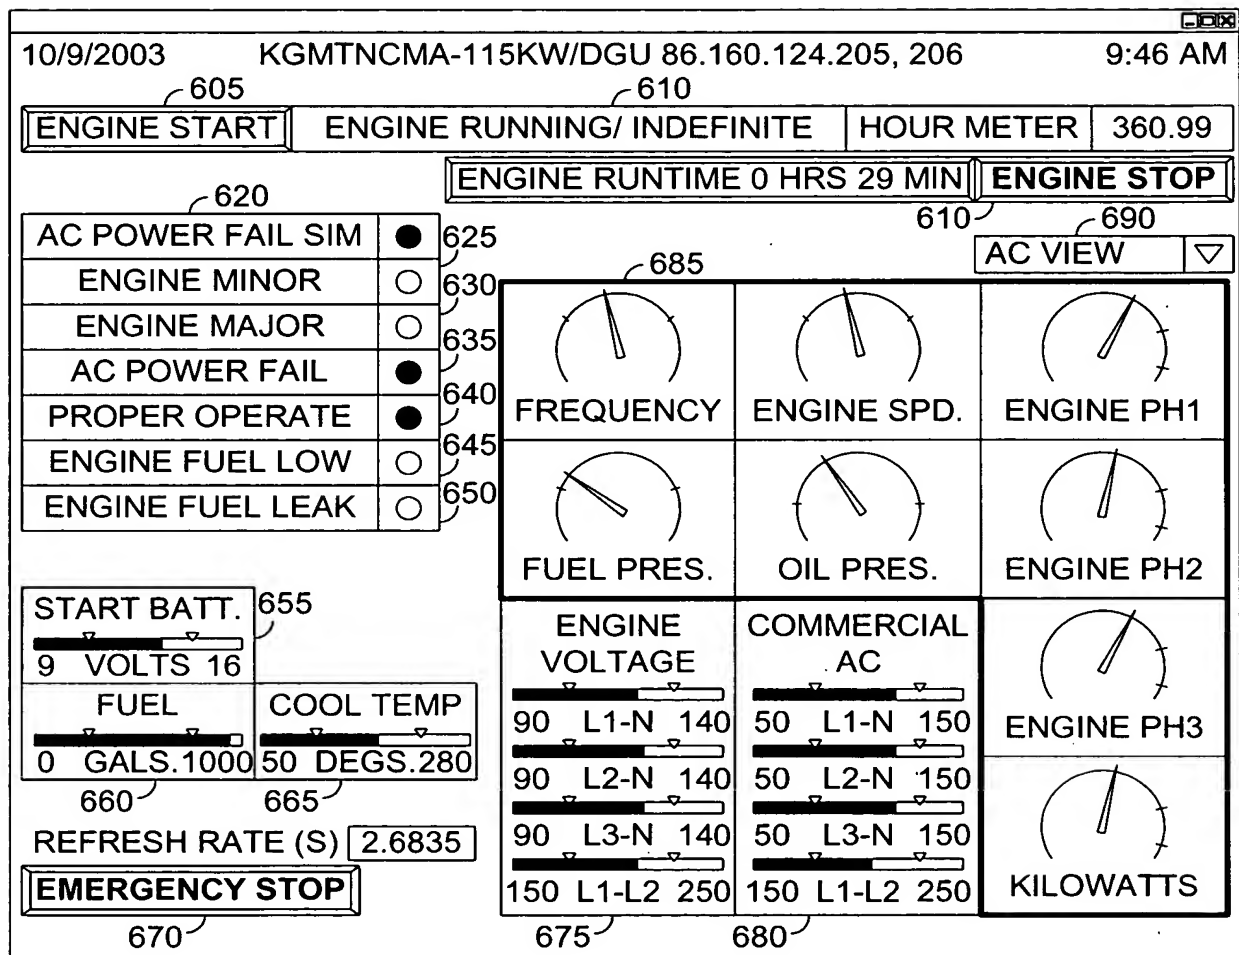 10/9/2003 KGMTNCMA-115KW/DGU 86.160.124.205, 206 9:46 AM
605 610
ENGINE START ENGINE RUNNING/ INDEFINITE HOUR METER 360.99
ENGINE RUNTIME 0 HRS 29 MIN ENGINE STOP
620 610 690
AC VIEW
AC POWER FAIL SIM 625
ENGINE MINOR 630
ENGINE MAJOR 635
AC POWER FAIL 640
PROPER OPERATE 645
ENGINE FUEL LOW 650
ENGINE FUEL LEAK
685
FREQUENCY ENGINE SPD. ENGINE PH1
FUEL PRES. OIL PRES. ENGINE PH2
START BATT. 655
9 VOLTS 16
FUEL COOL TEMP
0 GALS.1000 50 DEGS.280
660 665
REFRESH RATE (S) 2.6835
EMERGENCY STOP
670
ENGINE VOLTAGE
90 L1-N 140
90 L2-N 140
90 L3-N 140
150 L1-L2 250
675
COMMERCIAL AC
50 L1-N 150
50 L2-N 150
50 L3-N 150
150 L1-L2 250
680
ENGINE PH3
KILOWATTS